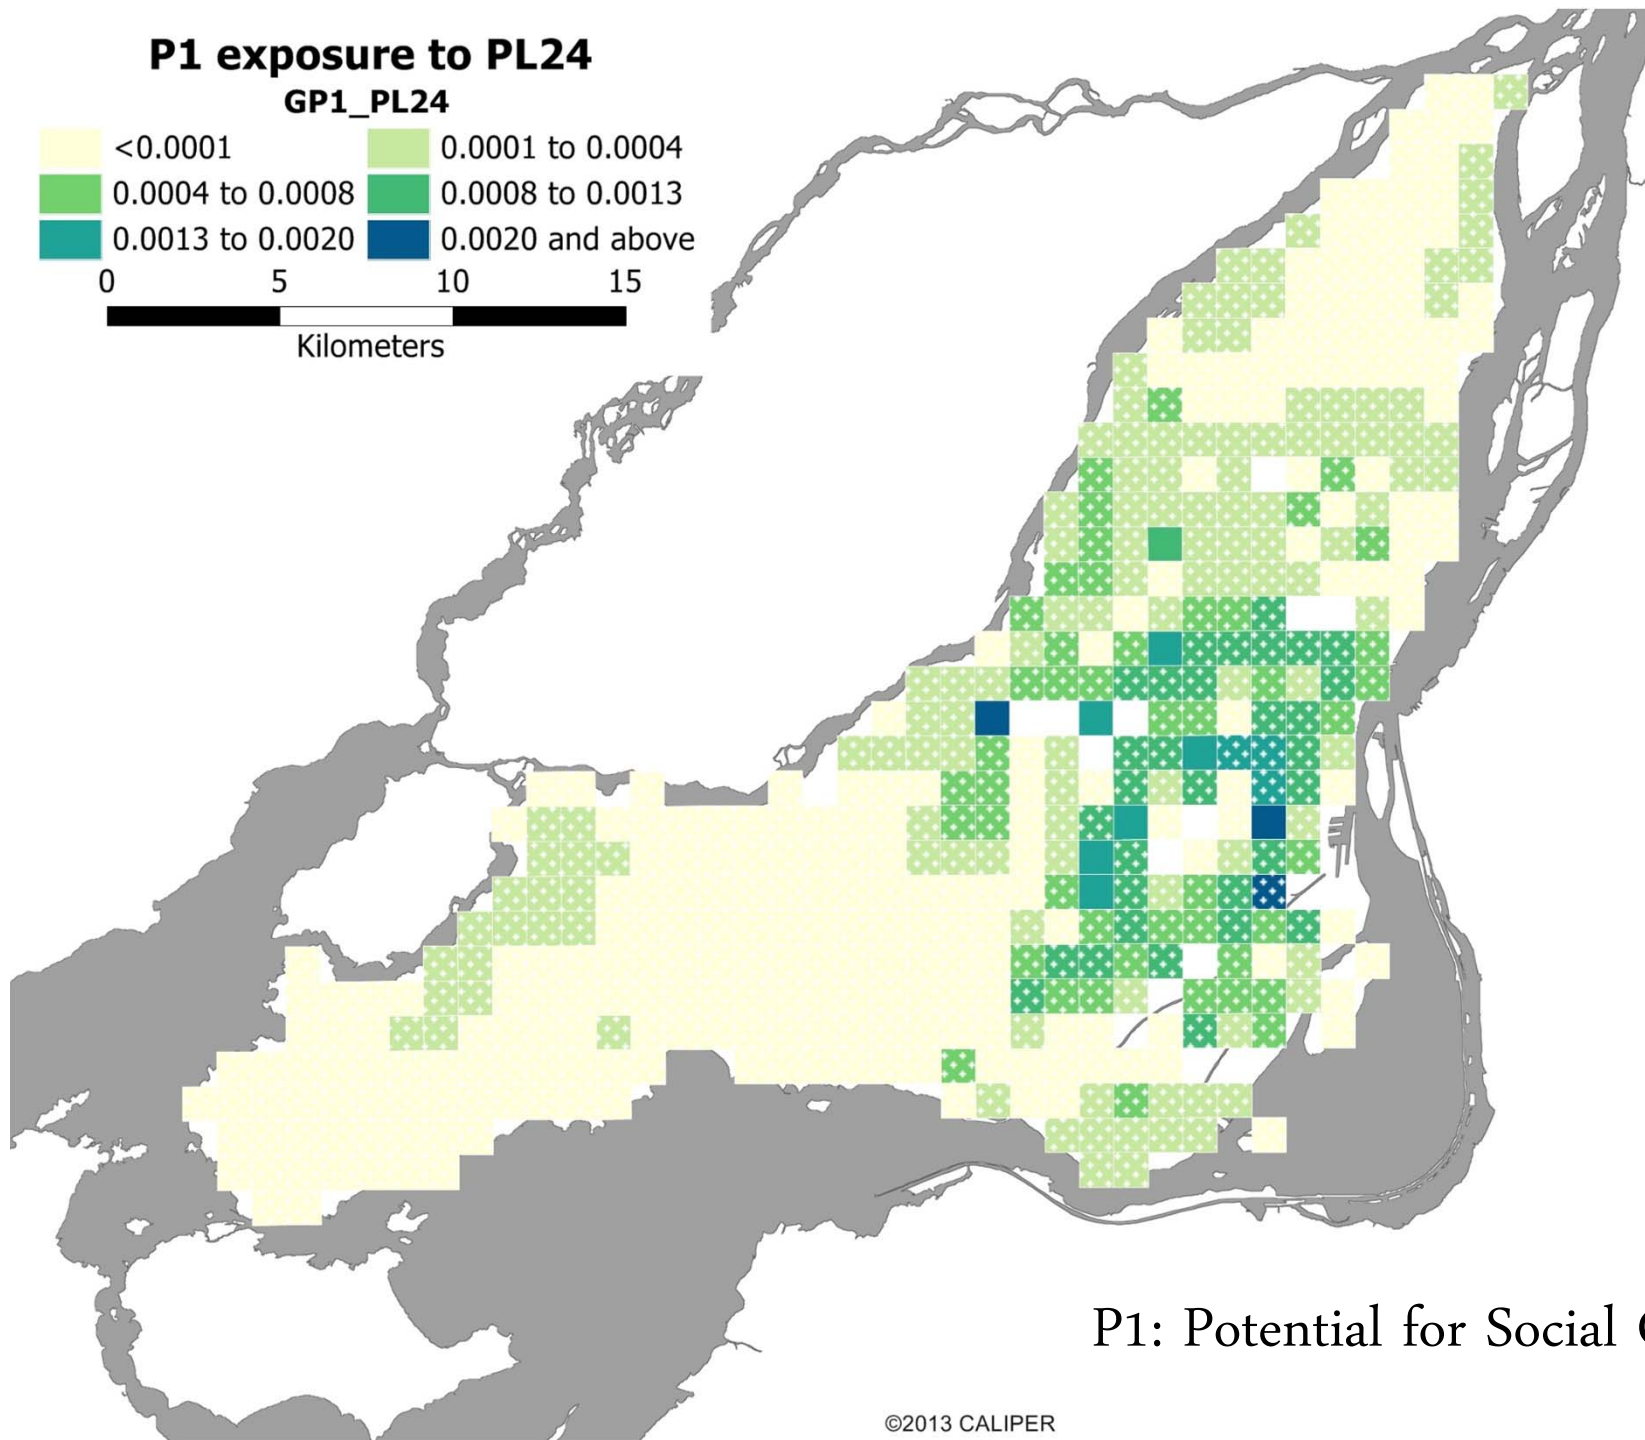 P1 exposure to PL24
GP1_PL24
<0.0001 0.0001 to 0.0004
0.0004 to 0.0008 0.0008 to 0.0013
0.0013 to 0.0020 0.0020 and above
0 5 10 15
Kilometers
P1: Potential for Social
©2013 CALIPER